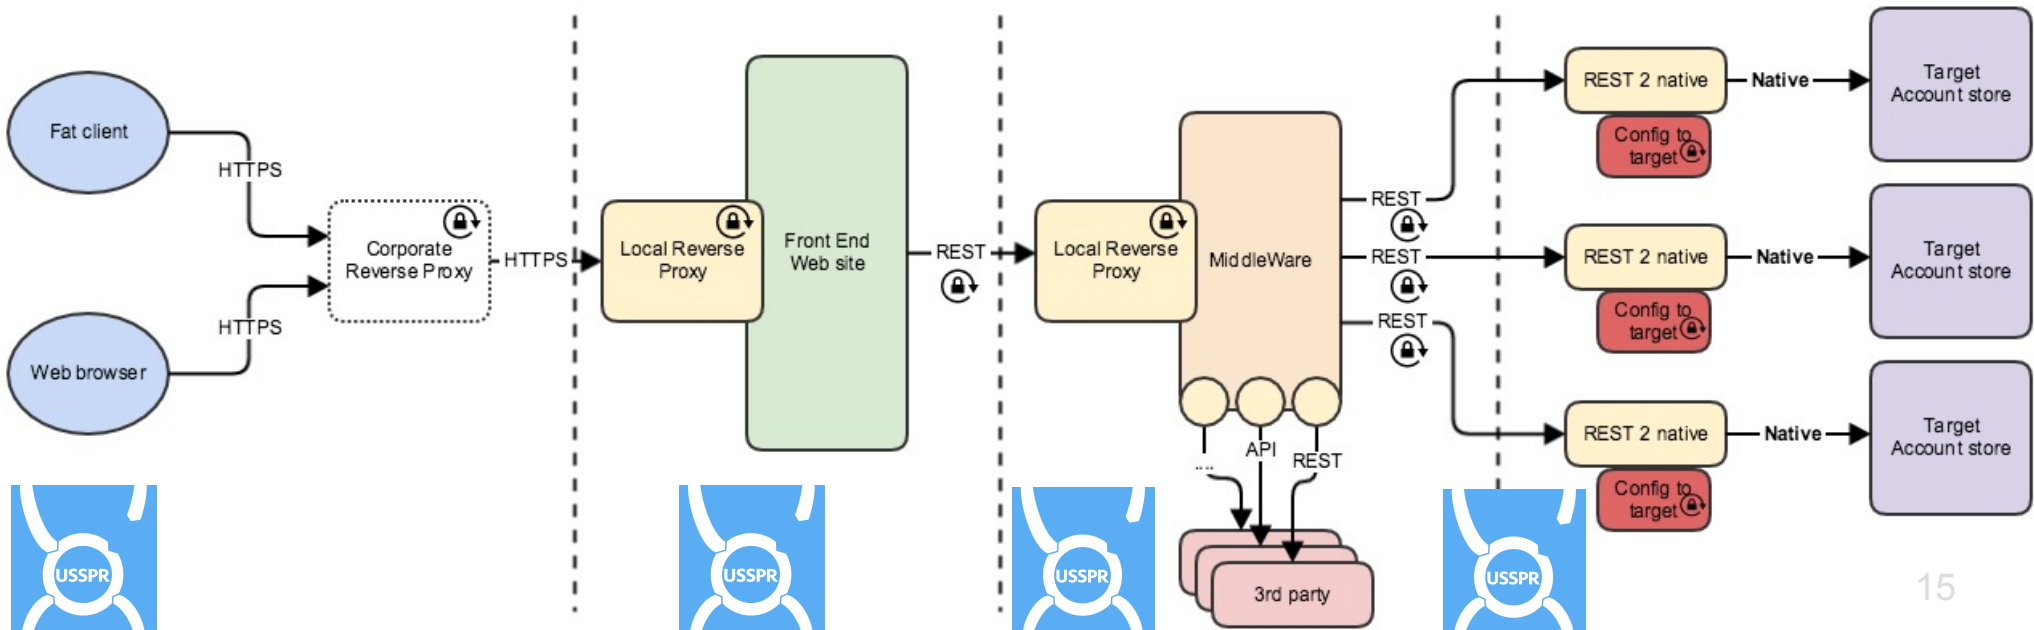 Fat client
HTTPS
Web browser
HTTPS
Corporate
Reverse Proxy
HTTPS
Local Reverse
Proxy
Front End
Web site
REST
Local Reverse
Proxy
MiddleWare
REST
REST
REST
....
API
REST
3rd party
REST 2 native
Config to
target
Native
Target
Account store
REST 2 native
Config to
target
Native
Target
Account store
REST 2 native
Config to
target
Native
Target
Account store
USSPR
USSPR
USSPR
USSPR
15